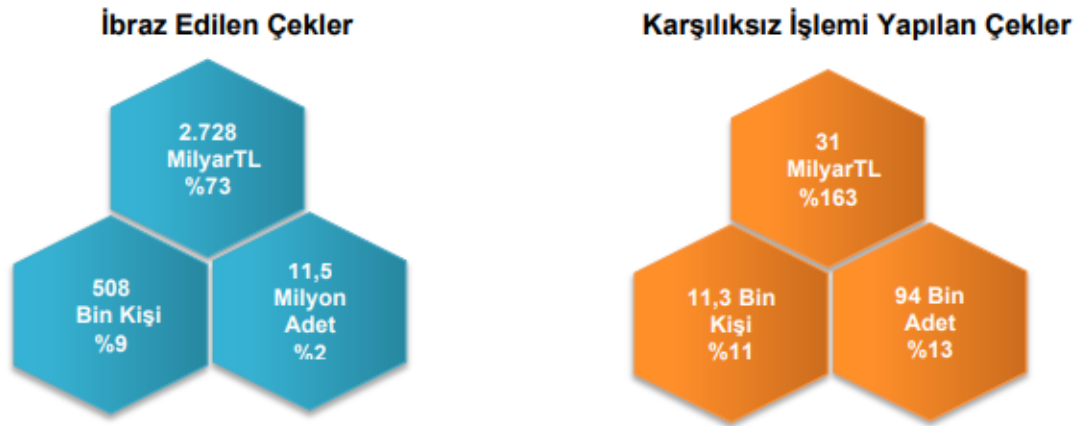 İbraz Edilen Çekler
2.728
MilyarTL
%73
508
Bin Kişi
%9
11,5
Milyon
Adet
%2
Karşılıksız İşlemi Yapılan Çekler
31
MilyarTL
%163
11,3 Bin
Kişi
%11
94 Bin
Adet
%13